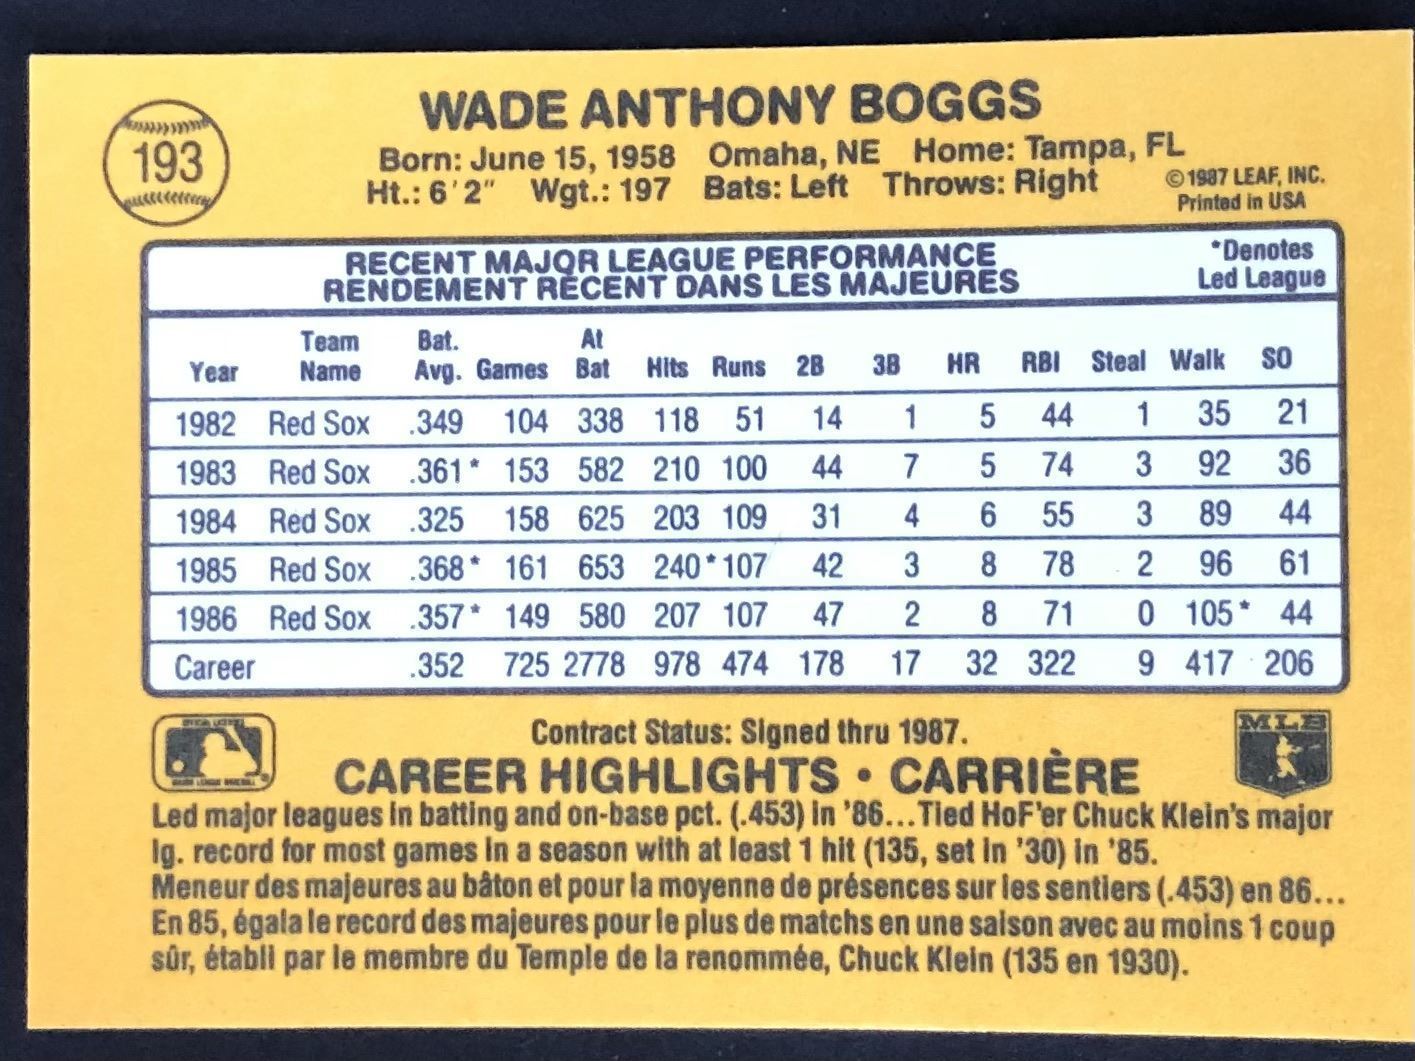 193
WADE ANTHONY BOGGS
Born: June 15, 1958 Omaha, NE Home: Tampa, FL
Ht.: 6'2" Wgt.: 197 Bats: Left Throws: Right
©1987 LEAF, INC.
Printed in USA
RECENT MAJOR LEAGUE PERFORMANCE
RENDEMENT RÉCENT DANS LES MAJEURES
*Denotes
Led League
Year Team Name Bat. Avg. Games At Bat Hits Runs 2B 3B HR RBI Steal Walk SO
1982 Red Sox .349 104 338 118 51 14 1 5 44 1 35 21
1983 Red Sox .361* 153 582 210 100 44 7 5 74 3 92 36
1984 Red Sox .325 158 625 203 109 31 4 6 55 3 89 44
1985 Red Sox .368* 161 653 240* 107 42 3 8 78 2 96 61
1986 Red Sox .357* 149 580 207 107 47 2 8 71 0 105* 44
Career .352 725 2778 978 474 178 17 32 322 9 417 206
Contract Status: Signed thru 1987.
CAREER HIGHLIGHTS • CARRIÈRE
MLB
Led major leagues in batting and on-base pct. (.453) in '86...Tied HoF'er Chuck Klein's major
lg. record for most games in a season with at least 1 hit (135, set in '30) in '85.
Meneur des majeures au bâton et pour la moyenne de présences sur les sentiers (.453) en 86...
En 85, égala le record des majeures pour le plus de matchs en une saison avec au moins 1 coup
sûr, établi par le membre du Temple de la renommée, Chuck Klein (135 en 1930).